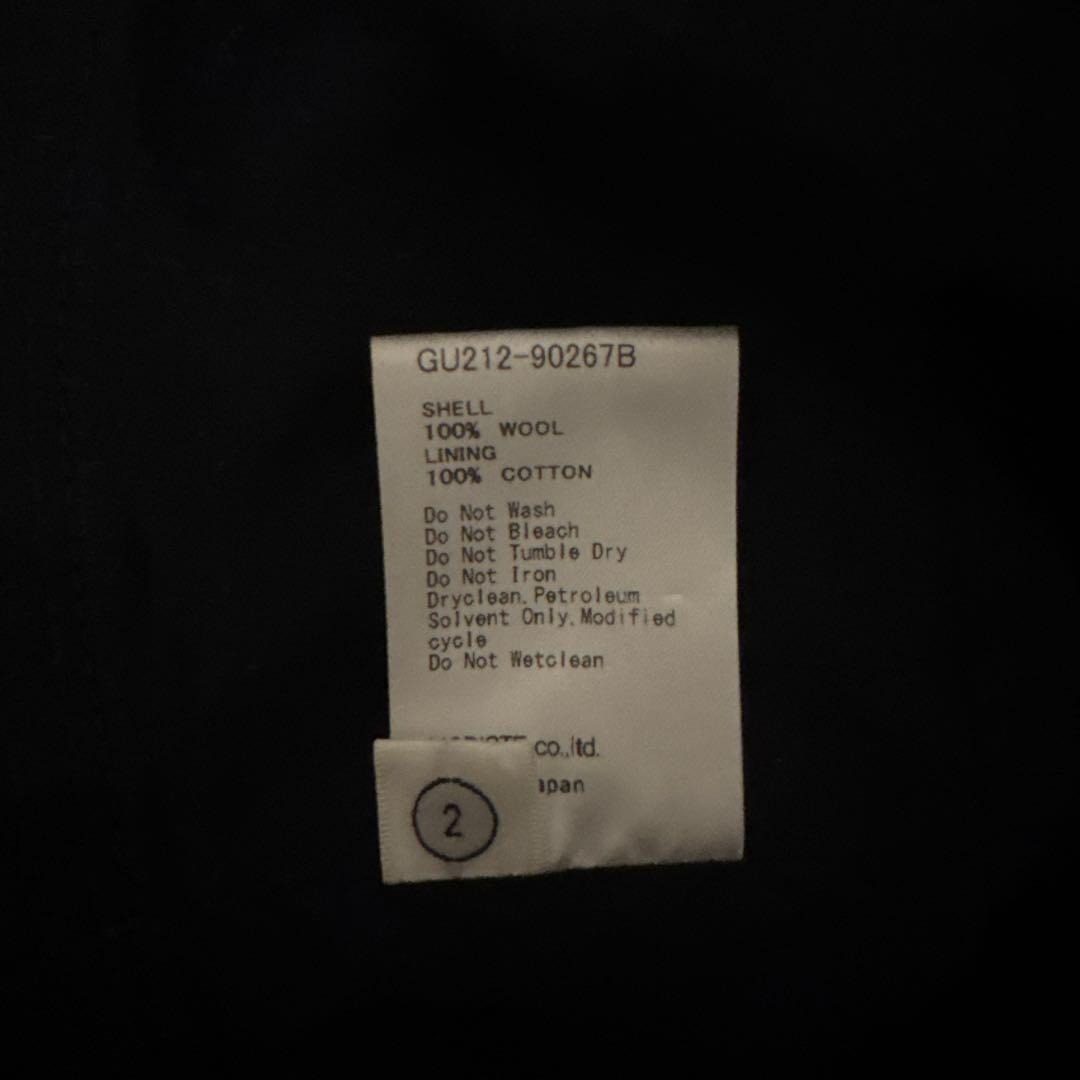 GU212-90267B
SHELL
100% WOOL
LINING
100% COTTON
Do Not Wash
Do Not Bleach
Do Not Tumble Dry
Do Not Iron
Dryclean,Petroleum
Solvent Only,Modified
cycle
Do Not Wetclean
co.,ltd.
apan
2